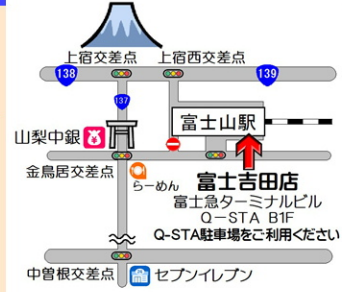 上宿交差点
上宿西交差点
138
139
137
富士山駅
山梨中銀
金鳥居交差点
らーめん
富士吉田店
富士急ターミナルビル
Q-STA B1F
Q-STA駐車場をご利用ください
中曽根交差点
セブンイレブン